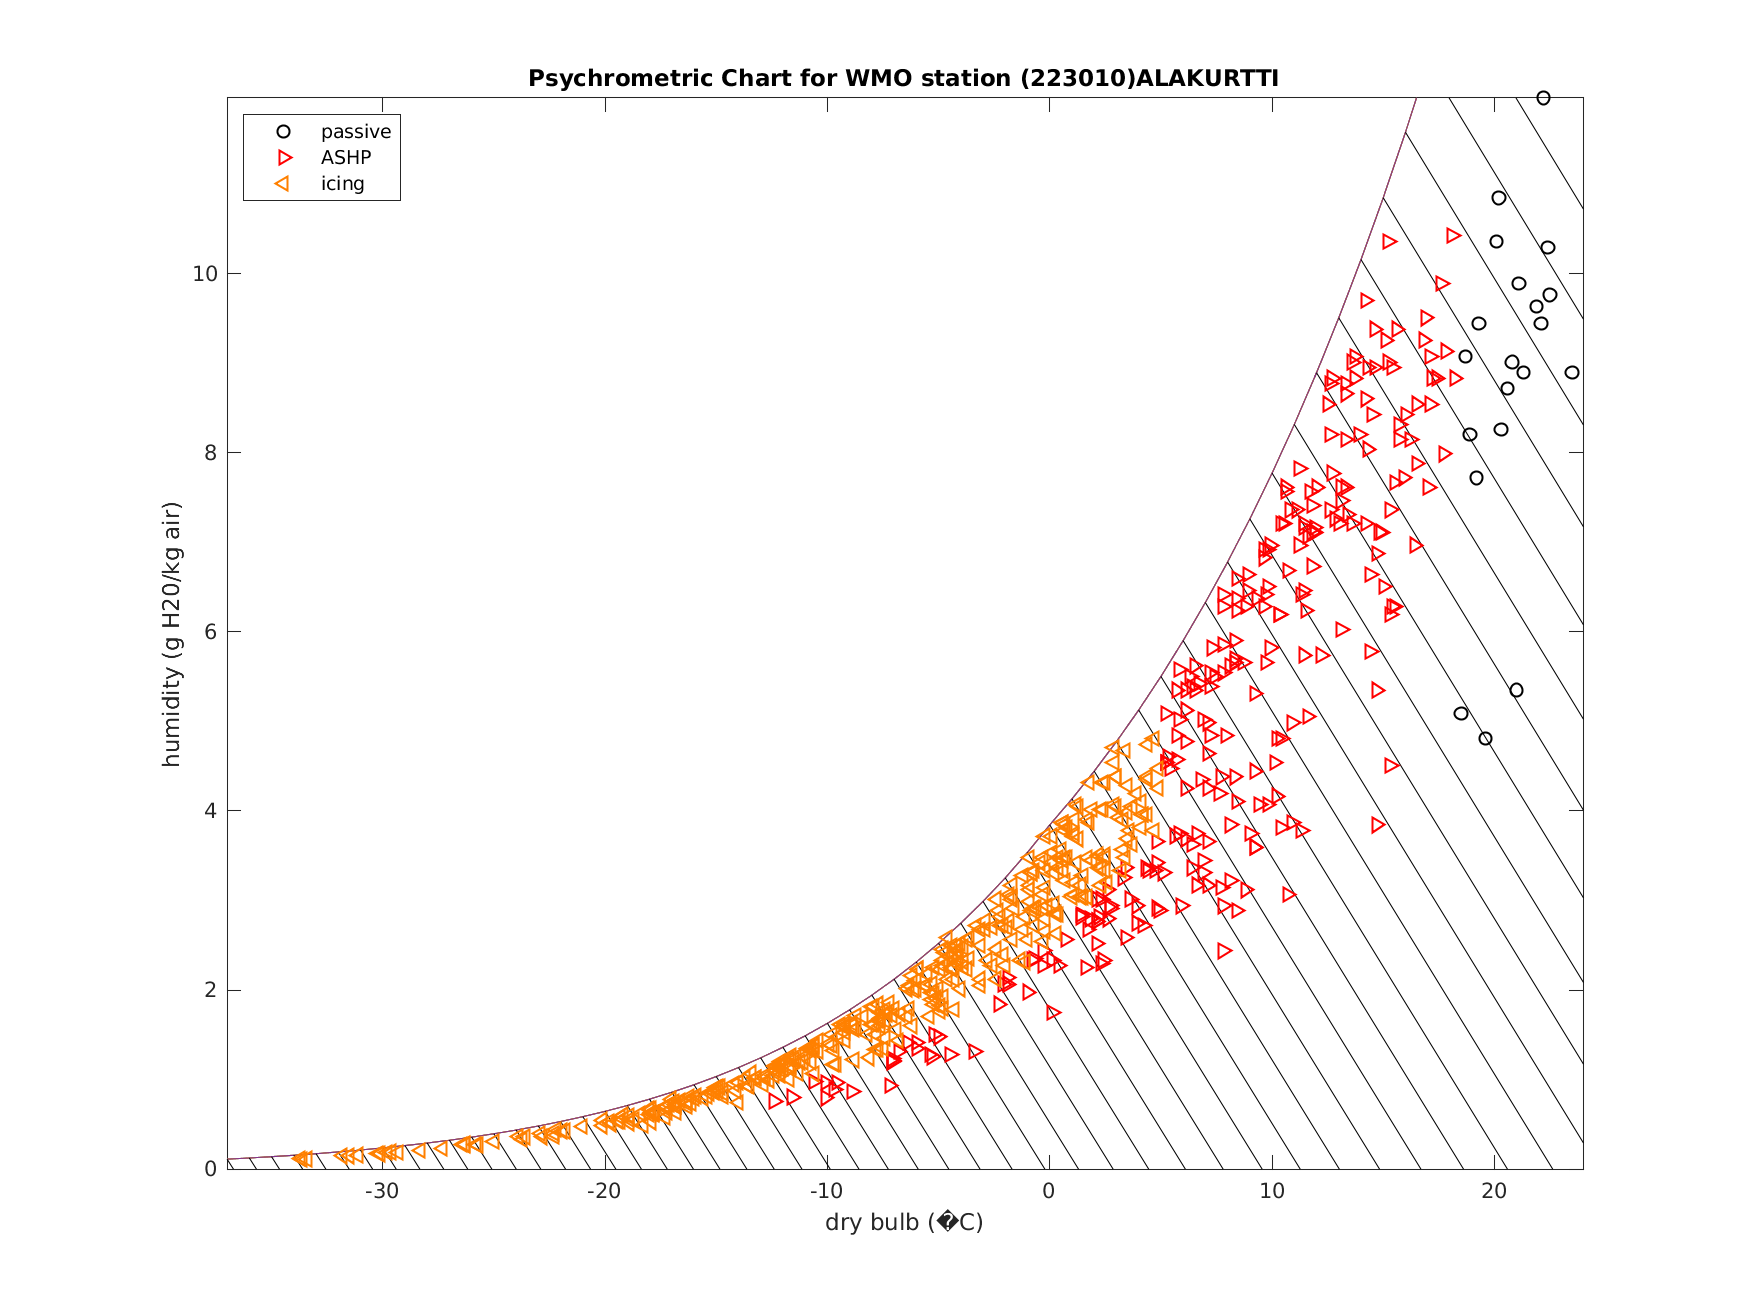 Psychrometric Chart for WMO station (223010)ALAKURTTI
passive
ASHP
icing
10
8
6
4
2
0
humidity (g H20/kg air)
-30
-20
-10
0
10
20
dry bulb (�C)